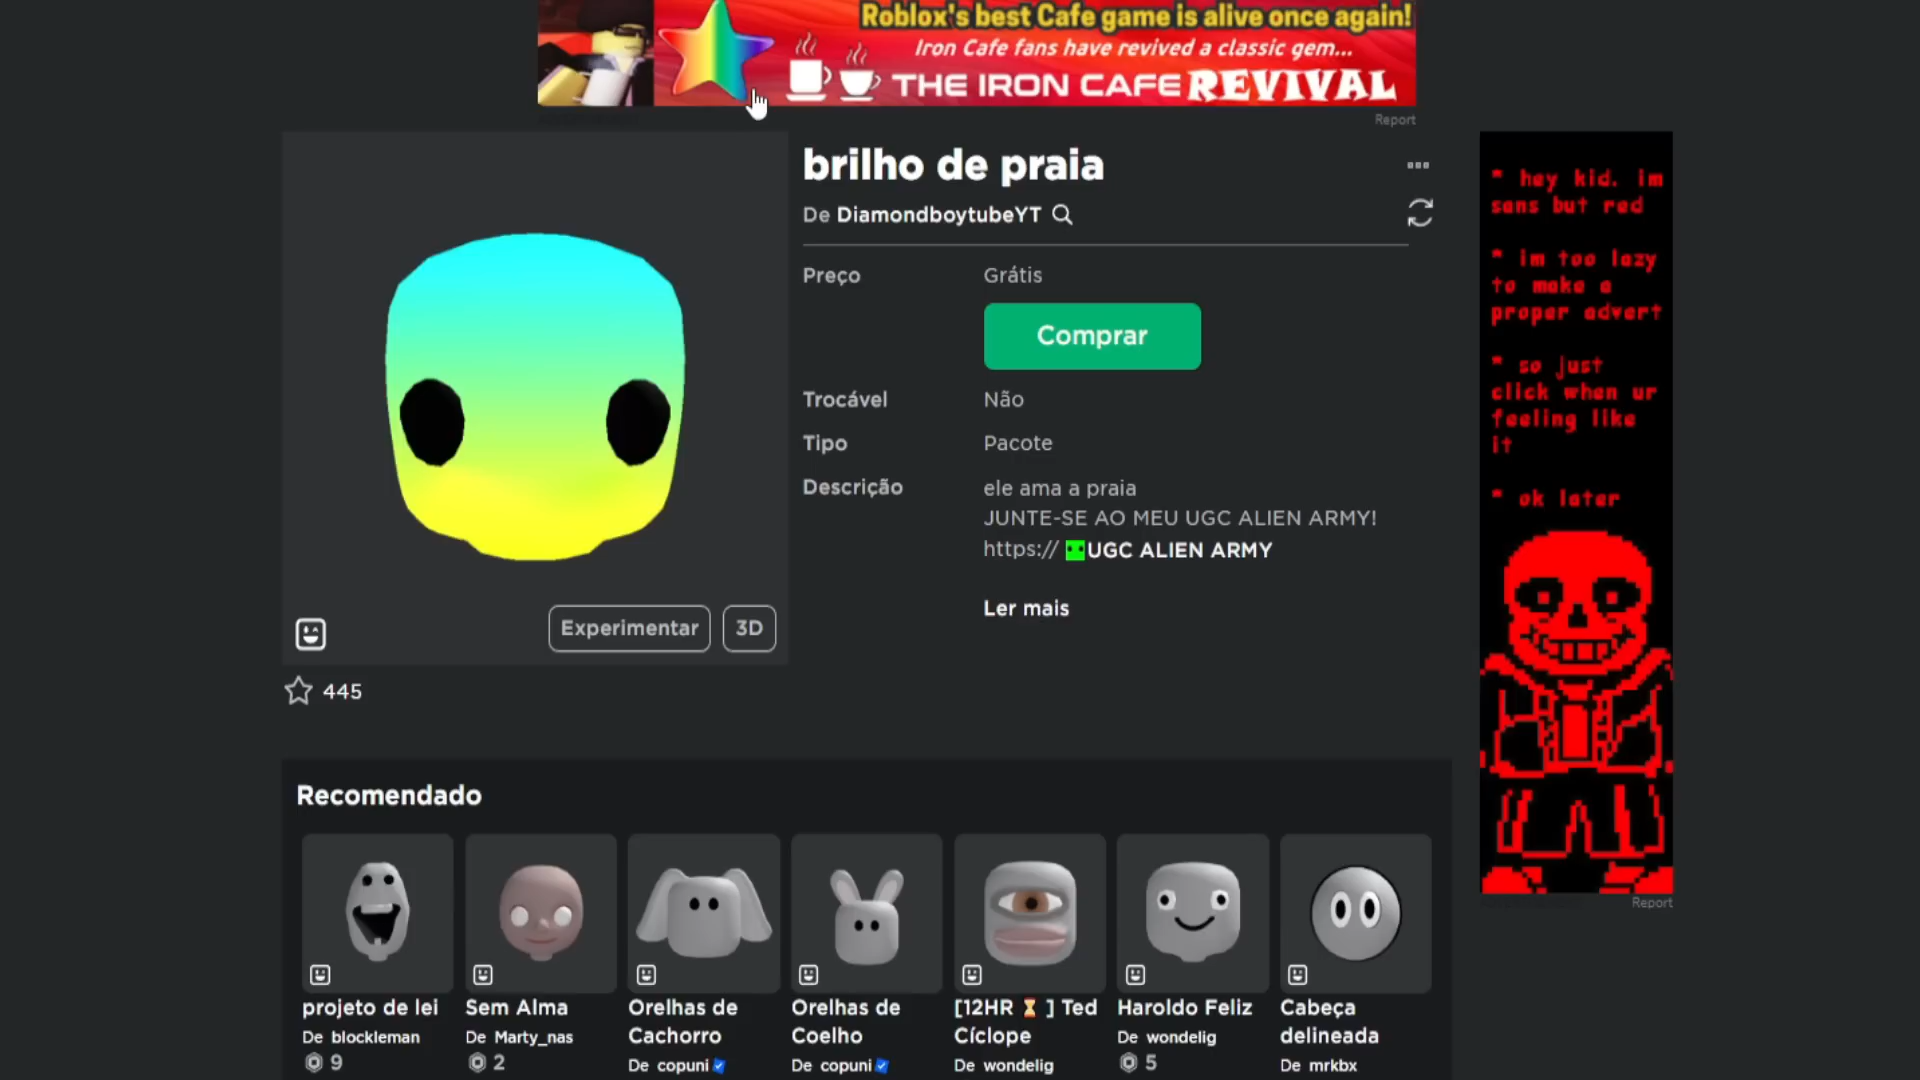 Roblox's best Cafe game is alive once again!
Iron Cafe fans have revived a classic gem...
THE IRON CAFE REVIVAL
Report
brilho de praia
De DiamondboytubeYT
Preço Grátis
Comprar
Trocável Não
Tipo Pacote
Descrição ele ama a praia
JUNTE-SE AO MEU UGC ALIEN ARMY!
https:// UGC ALIEN ARMY
Ler mais
Experimentar 3D
445
* hey kid. im
sans but red
* im too lazy
to make a
proper advert
* so just
click when ur
feeling like
it
* ok later
Report
Recomendado
projeto de lei
De blockleman
9
Sem Alma
De Marty_nas
2
Orelhas de
Cachorro
De copuni
Orelhas de
Coelho
De copuni
[12HR ⏳ ] Ted
Cíclope
De wondelig
Haroldo Feliz
De wondelig
5
Cabeça
delineada
De mrkbx